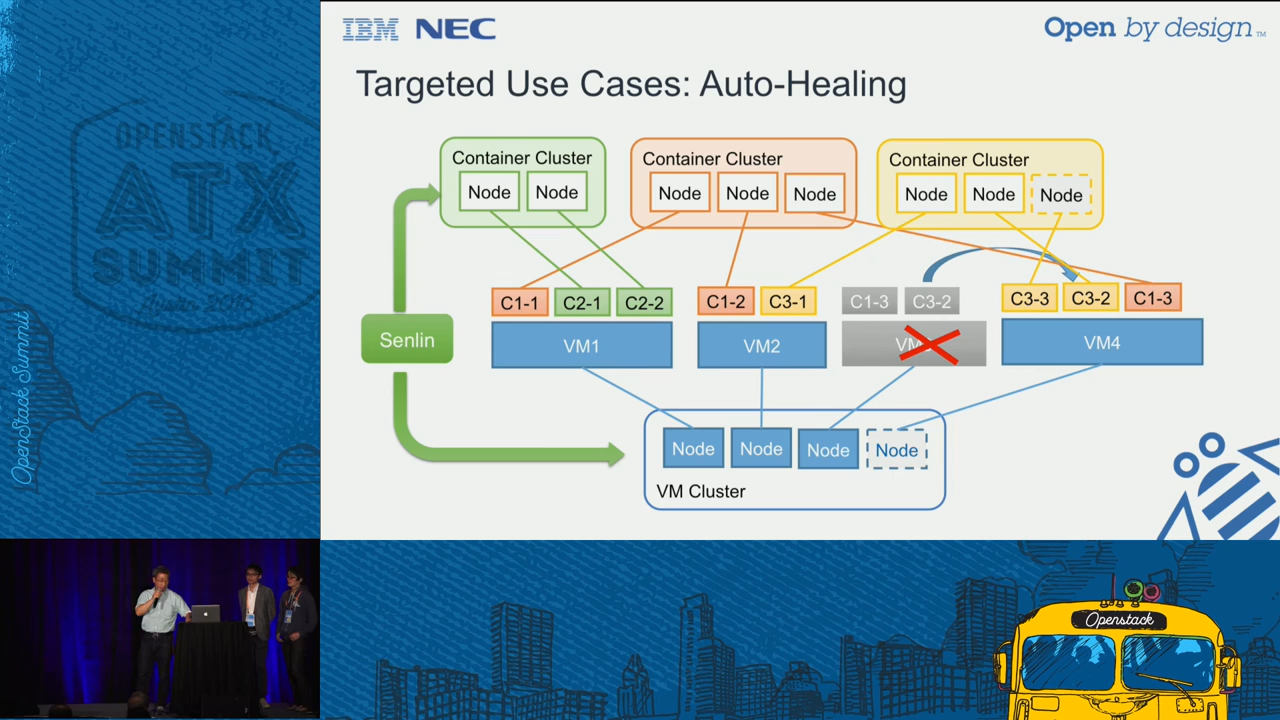 OPENSTACK
ATX
SUMMIT
Austin 2016
OpenStack Summit
IBM NEC
Open by design TM
Targeted Use Cases: Auto-Healing
Container Cluster
Node Node
Container Cluster
Node Node Node
Container Cluster
Node Node Node
C1-1 C2-1 C2-2 C1-2 C3-1 C1-3 C3-2 C3-3 C3-2 C1-3
Senlin
VM1 VM2 VM4
Node Node Node Node
VM Cluster
Openstack